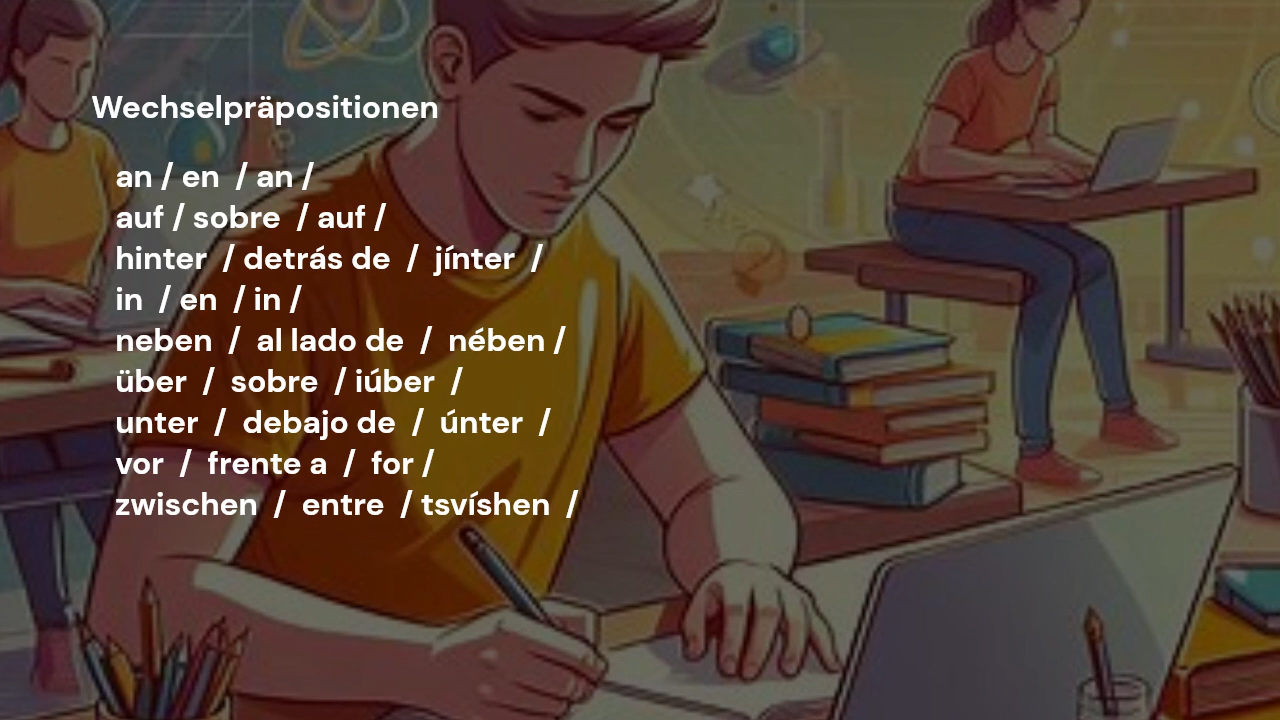 Wechselpräpositionen
an / en / an /
auf / sobre / auf /
hinter / detrás de / jínter /
in / en / in /
neben / al lado de / nében /
über / sobre / iúber /
unter / debajo de / únter /
vor / frente a / for /
zwischen / entre / tsvíshen /